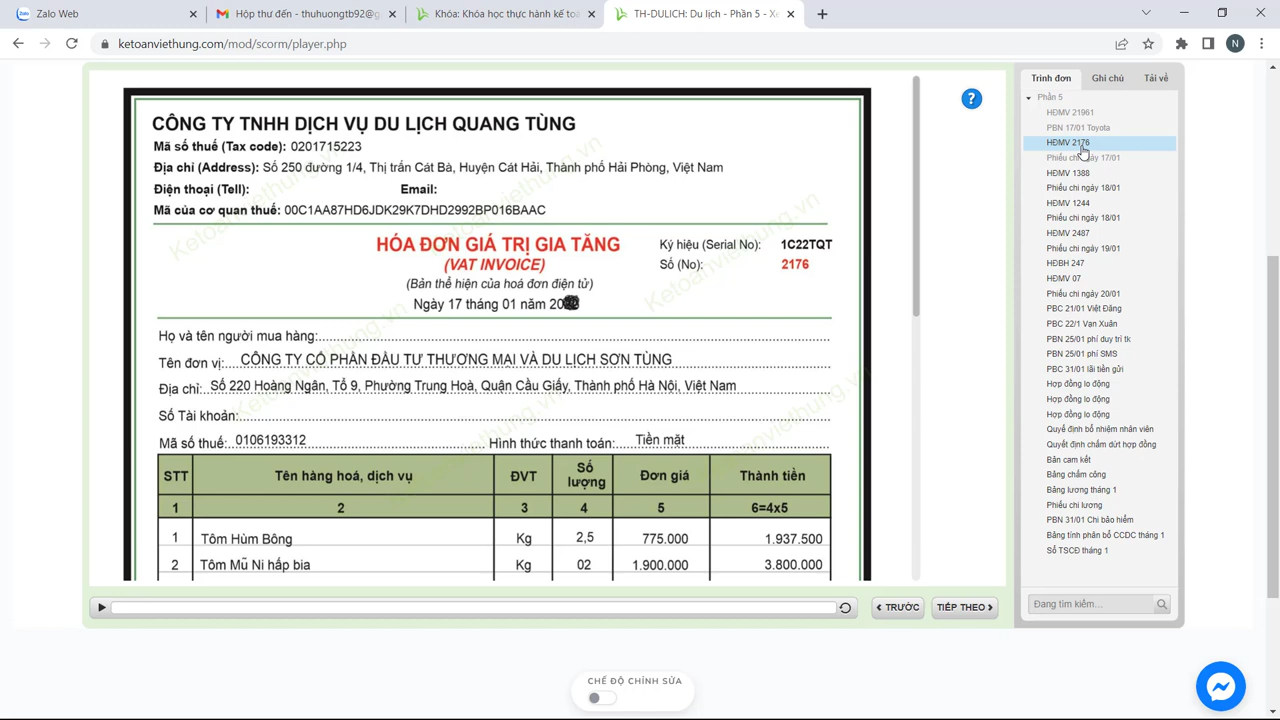 Zalo Web
Hộp thư đến - thuhuongtb92@g
Khóa: Khóa học thực hành kế toá
TH-DULICH: Du lịch - Phần 5 - Xe
ketoanviethung.com/mod/scorm/player.php
N
CÔNG TY TNHH DỊCH VỤ DU LỊCH QUANG TÙNG
Mã số thuế (Tax code): 0201715223
Địa chỉ (Address): Số 250 đường 1/4, Thị trấn Cát Bà, Huyện Cát Hải, Thành phố Hải Phòng, Việt Nam
Điện thoại (Tell): Email:
Mã của cơ quan thuế: 00C1AA87HD6JDK29K7DHD2992BP016BAAC
HÓA ĐƠN GIÁ TRỊ GIA TĂNG
(VAT INVOICE)
(Bản thể hiện của hoá đơn điện tử)
Ngày 17 tháng 01 năm 20
Ký hiệu (Serial No): 1C22TQT
Số (No): 2176
Họ và tên người mua hàng:
Tên đơn vị: CÔNG TY CỔ PHẦN ĐẦU TƯ THƯƠNG MẠI VÀ DU LỊCH SƠN TÙNG
Địa chỉ: Số 220 Hoàng Ngân, Tổ 9, Phường Trung Hoà, Quận Cầu Giấy, Thành phố Hà Nội, Việt Nam
Số Tài khoản:
Mã số thuế: 0106193312 Hình thức thanh toán: Tiền mặt
STT Tên hàng hoá, dịch vụ ĐVT Số lượng Đơn giá Thành tiền
1 2 3 4 5 6=4x5
1 Tôm Hùm Bông Kg 2,5 775.000 1.937.500
2 Tôm Mũ Ni hấp bia Kg 02 1.900.000 3.800.000
Ketoanviethung.vn
Ketoanviethung.vn
Ketoanviethung.vn
?
TRƯỚC
TIẾP THEO
Trình đơn Ghi chú Tải về
Phần 5
HĐMV 21961
PBN 17/01 Toyota
HĐMV 2176
Phiếu chi ngày 17/01
HĐMV 1388
Phiếu chi ngày 18/01
HĐMV 1244
Phiếu chi ngày 18/01
HĐMV 2487
Phiếu chi ngày 19/01
HĐBH 247
HĐMV 07
Phiếu chi ngày 20/01
PBC 21/01 Việt Đăng
PBC 22/1 Vạn Xuân
PBN 25/01 phí duy trì tk
PBN 25/01 phí SMS
PBC 31/01 lãi tiền gửi
Hợp đồng lo động
Hợp đồng lo động
Hợp đồng lo động
Quyế định bổ nhiệm nhân viên
Quyết định chấm dứt hợp đồng
Bản cam kết
Bảng chấm công
Bảng lương tháng 1
Phiếu chi lương
PBN 31/01 Chi bảo hiểm
Bảng tính phân bổ CCDC tháng 1
Sổ TSCĐ tháng 1
Đang tìm kiếm...
CHẾ ĐỘ CHỈNH SỬA